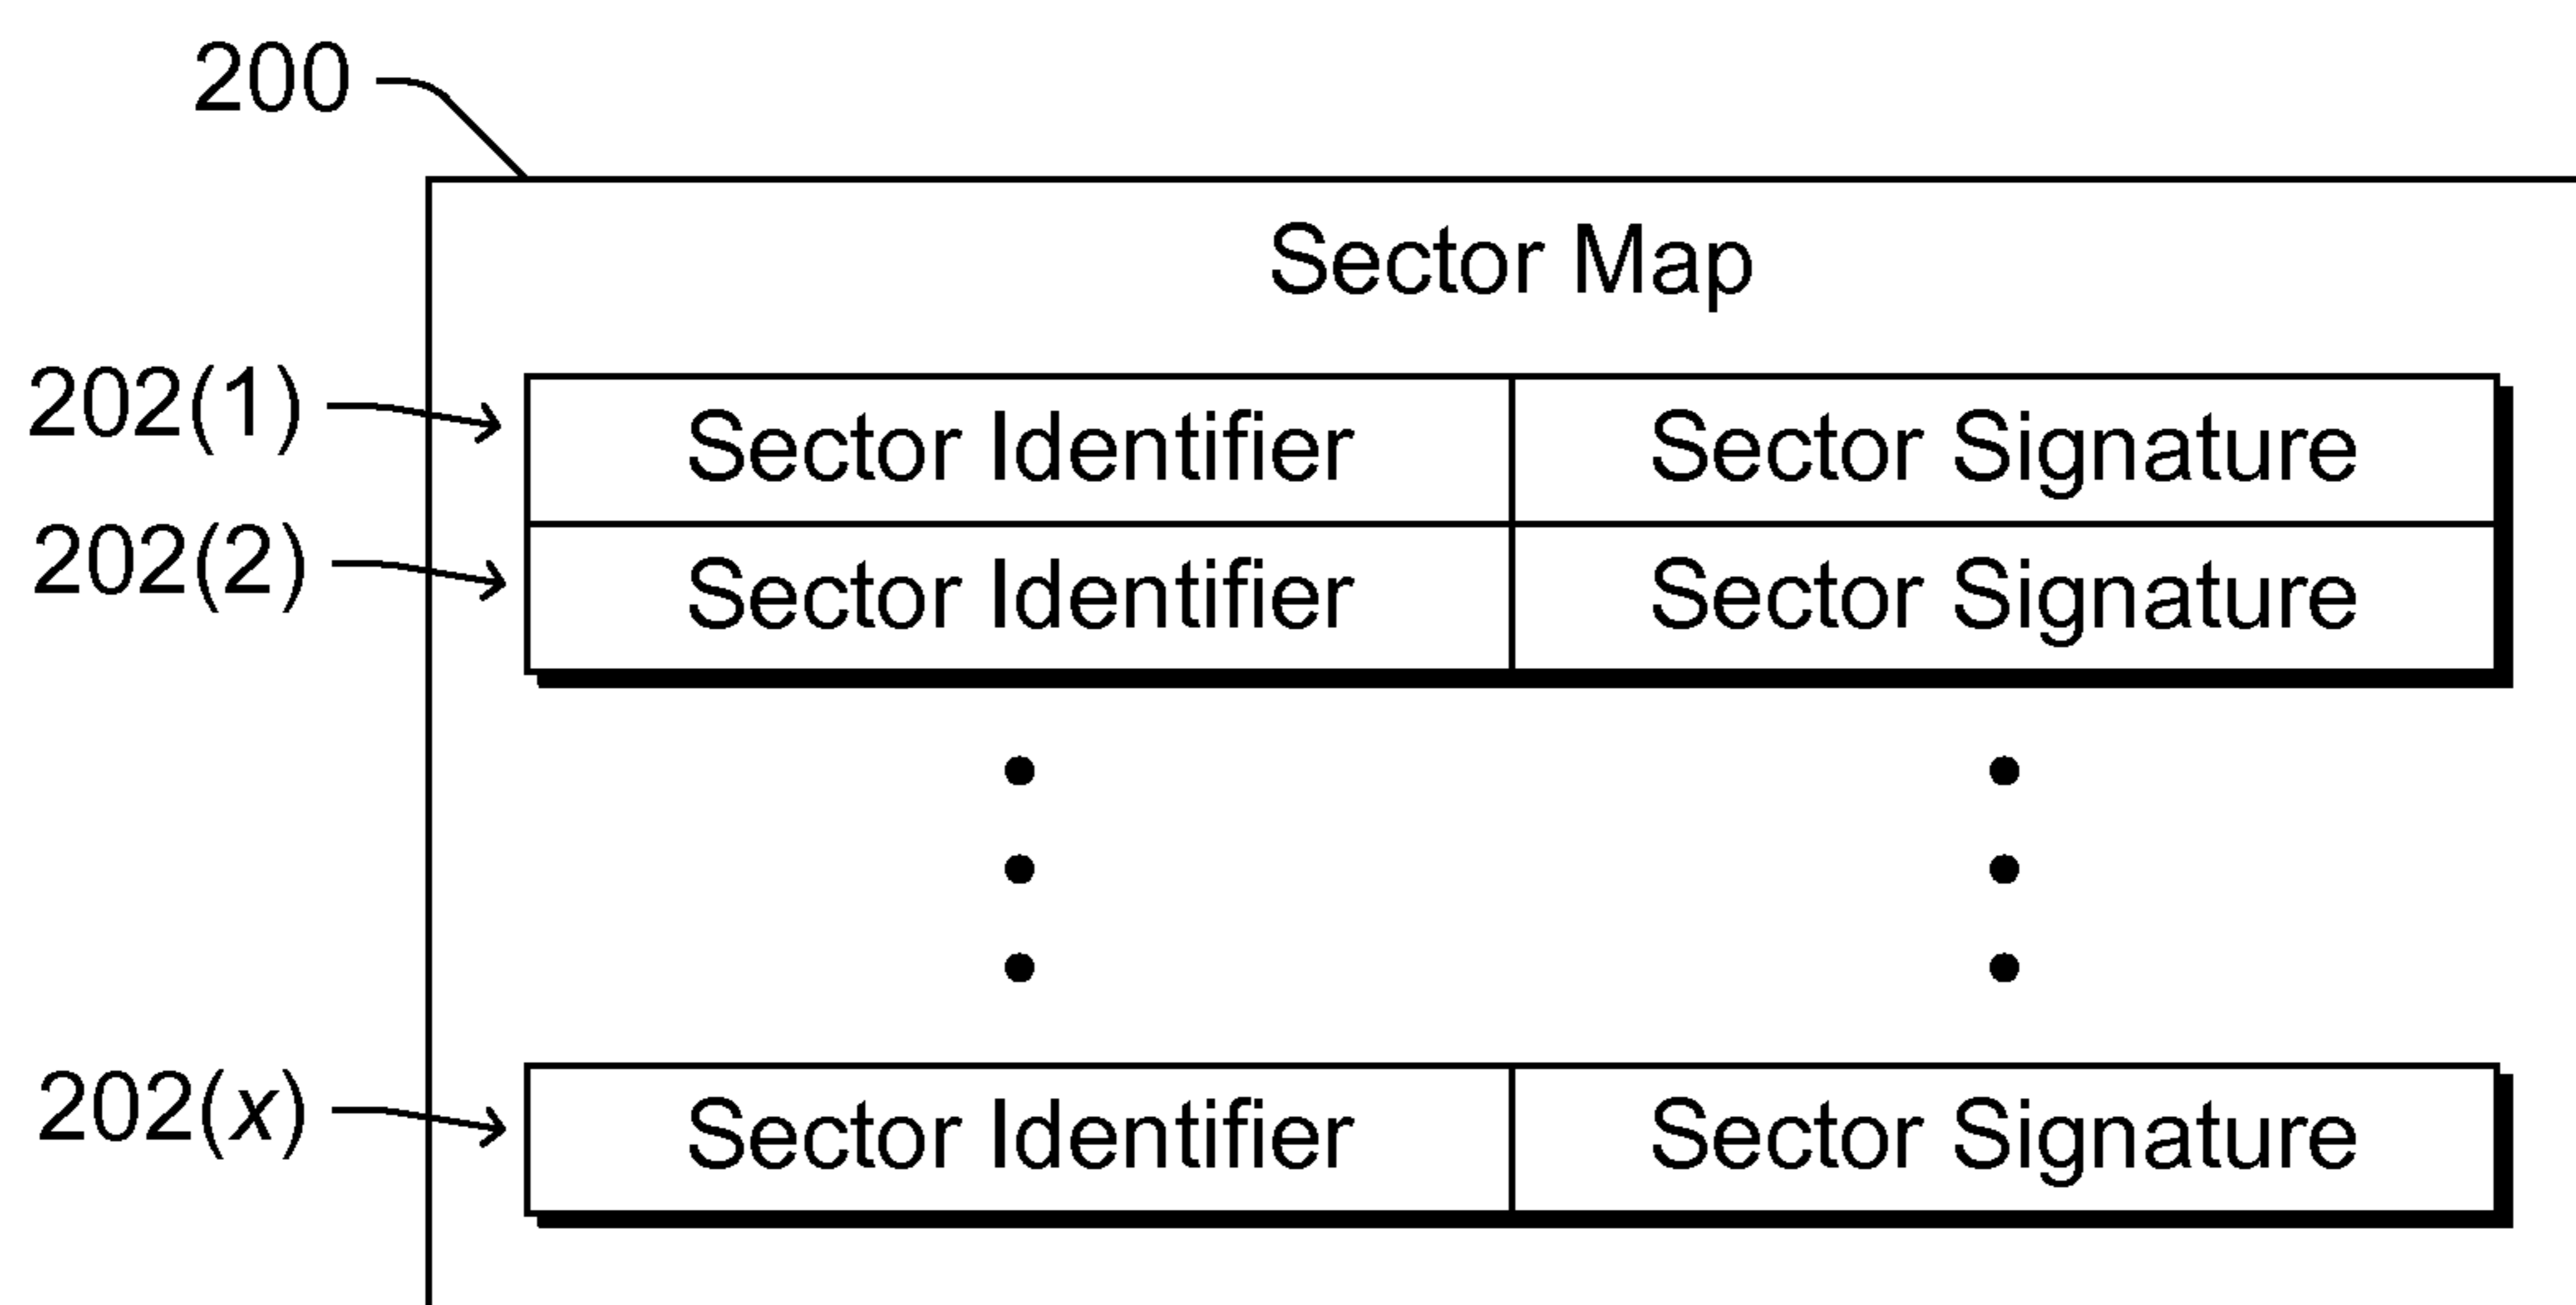 200
Sector Map
202(1) Sector Identifier Sector Signature
202(2) Sector Identifier Sector Signature
202(x) Sector Identifier Sector Signature